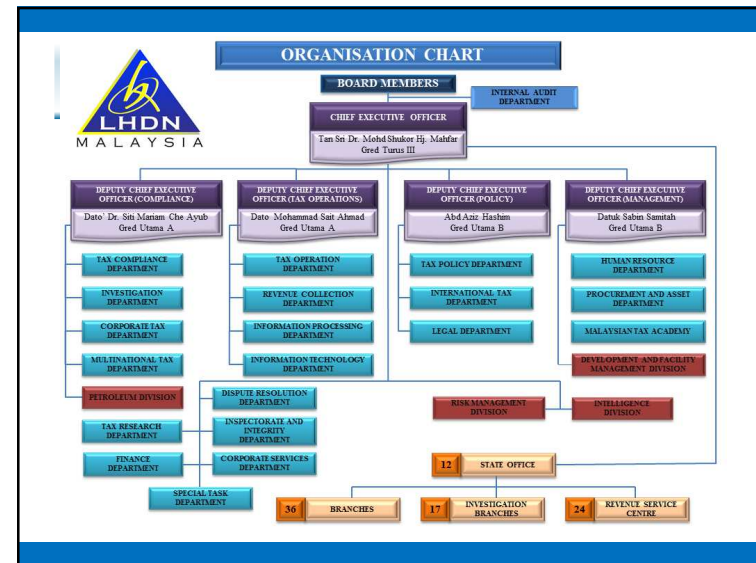 ORGANISATION CHART
LHDN
MALAYSIA
BOARD MEMBERS
INTERNAL AUDIT
DEPARTMENT
CHIEF EXECUTIVE OFFICER
Tan Sri Dr. Mohd Shukor Hj. Mahfar
Gred Turus III
DEPUTY CHIEF EXECUTIVE
OFFICER (COMPLIANCE)
Dato` Dr. Siti Mariam Che Ayub
Gred Utama A
DEPUTY CHIEF EXECUTIVE
OFFICER (TAX OPERATIONS)
Dato Mohammad Sait Ahmad
Gred Utama A
DEPUTY CHIEF EXECUTIVE
OFFICER (POLICY)
Abd Aziz Hashim
Gred Utama B
DEPUTY CHIEF EXECUTIVE
OFFICER (MANAGEMENT)
Datuk Sabin Samitah
Gred Utama B
TAX COMPLIANCE
DEPARTMENT
INVESTIGATION
DEPARTMENT
CORPORATE TAX
DEPARTMENT
MULTINATIONAL TAX
DEPARTMENT
PETROLEUM DIVISION
TAX OPERATION
DEPARTMENT
REVENUE COLLECTION
DEPARTMENT
INFORMATION PROCESSING
DEPARTMENT
INFORMATION TECHNOLOGY
DEPARTMENT
TAX POLICY DEPARTMENT
INTERNATIONAL TAX
DEPARTMENT
LEGAL DEPARTMENT
HUMAN RESOURCE
DEPARTMENT
PROCUREMENT AND ASSET
DEPARTMENT
MALAYSIAN TAX ACADEMY
DEVELOPMENT AND FACILITY
MANAGEMENT DIVISION
DISPUTE RESOLUTION
DEPARTMENT
TAX RESEARCH
DEPARTMENT
INSPECTORATE AND
INTEGRITY
DEPARTMENT
FINANCE
DEPARTMENT
CORPORATE SERVICES
DEPARTMENT
SPECIAL TASK
DEPARTMENT
RISK MANAGEMENT
DIVISION
INTELLIGENCE
DIVISION
12 STATE OFFICE
36 BRANCHES
17 INVESTIGATION
BRANCHES
24 REVENUE SERVICE
CENTRE